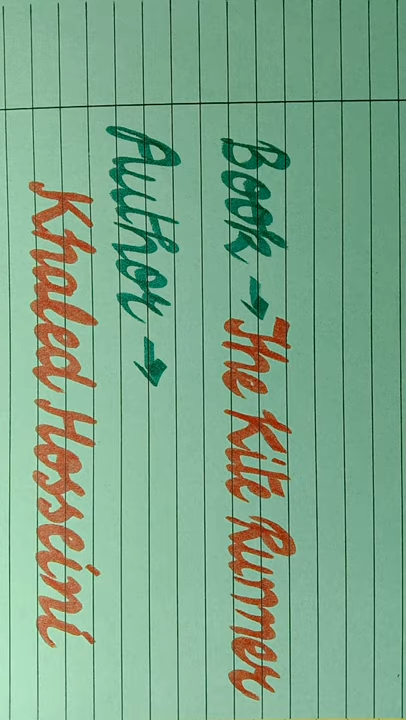 Book → The Kite Runner
Author →
Khaled Hosseini